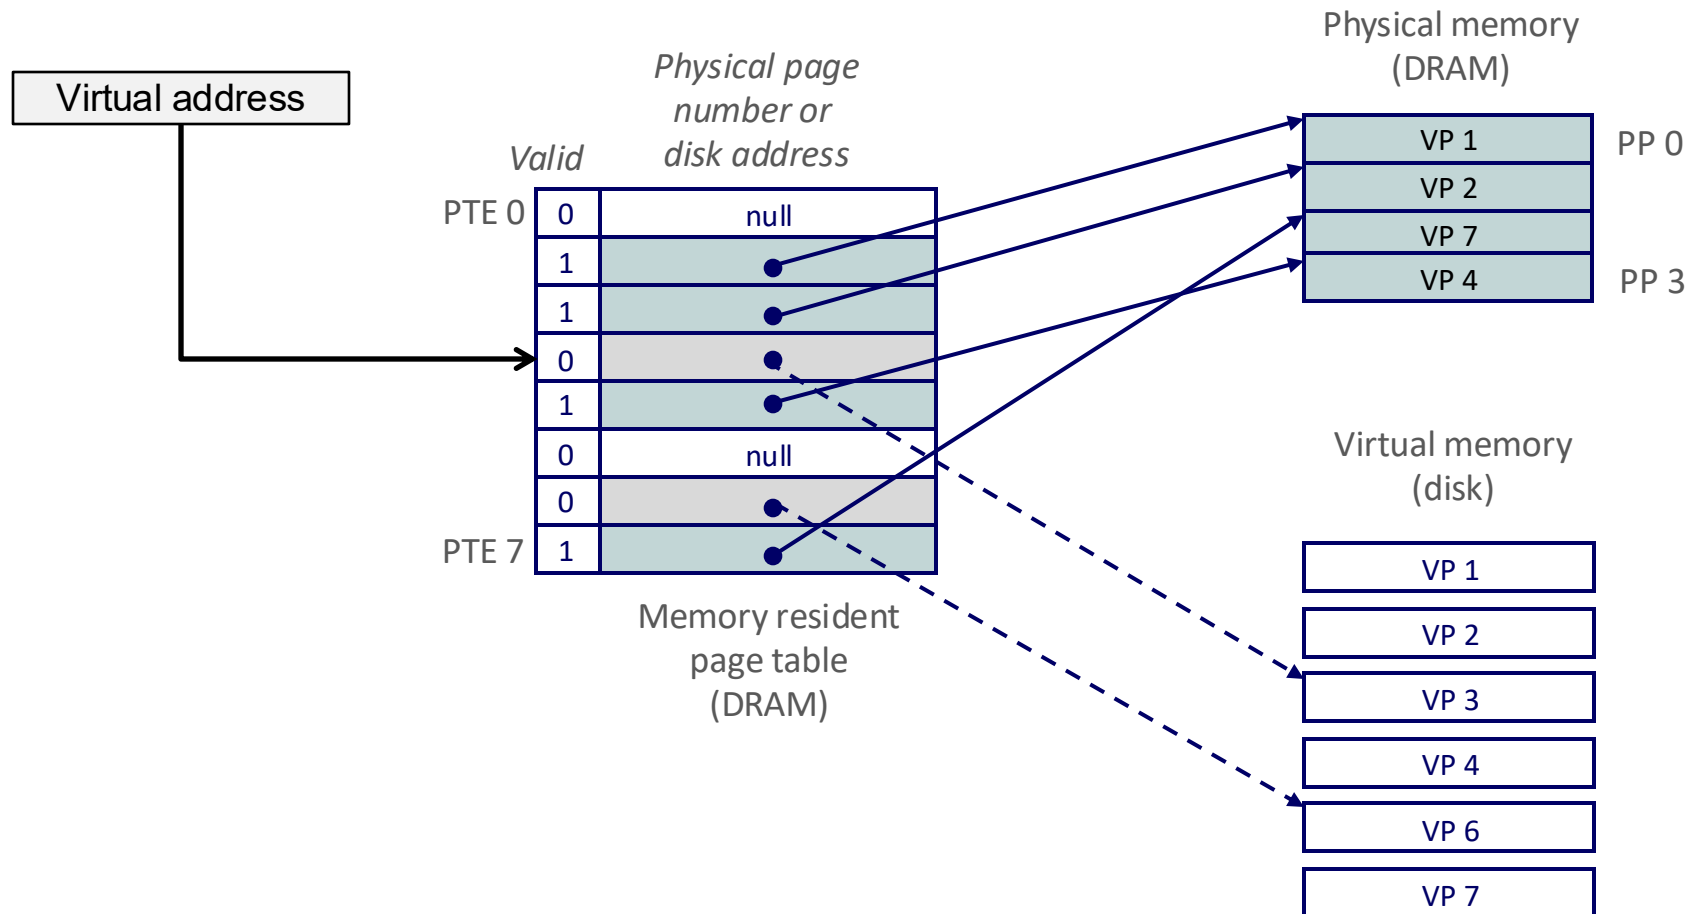 Virtual address
Physical page
number or
disk address
Valid
PTE 0
0
null
1
1
0
1
0
null
0
PTE 7
1
Memory resident
page table
(DRAM)
Physical memory
(DRAM)
VP 1
PP 0
VP 2
VP 7
VP 4
PP 3
Virtual memory
(disk)
VP 1
VP 2
VP 3
VP 4
VP 6
VP 7